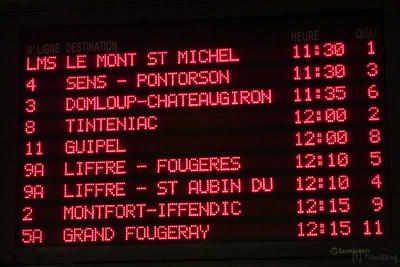 N° LIGNE DESTINATION HEURE QUAI
LMS LE MONT ST MICHEL 11:30 1
4 SENS - PONTORSON 11:30 3
3 DOMLOUP-CHATEAUGIRON 11:35 6
8 TINTENIAC 12:00 2
11 GUIPEL 12:00 8
9A LIFFRE - FOUGERES 12:10 5
9A LIFFRE - ST AUBIN DU 12:10 4
2 MONTFORT-IFFENDIC 12:15 9
5A GRAND FOUGERAY 12:15 11